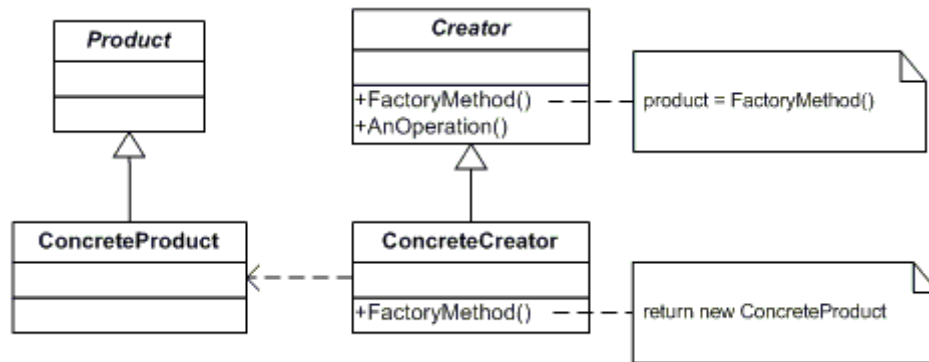 Product
Creator
+FactoryMethod()
+AnOperation()
product = FactoryMethod()
ConcreteProduct
ConcreteCreator
+FactoryMethod()
return new ConcreteProduct